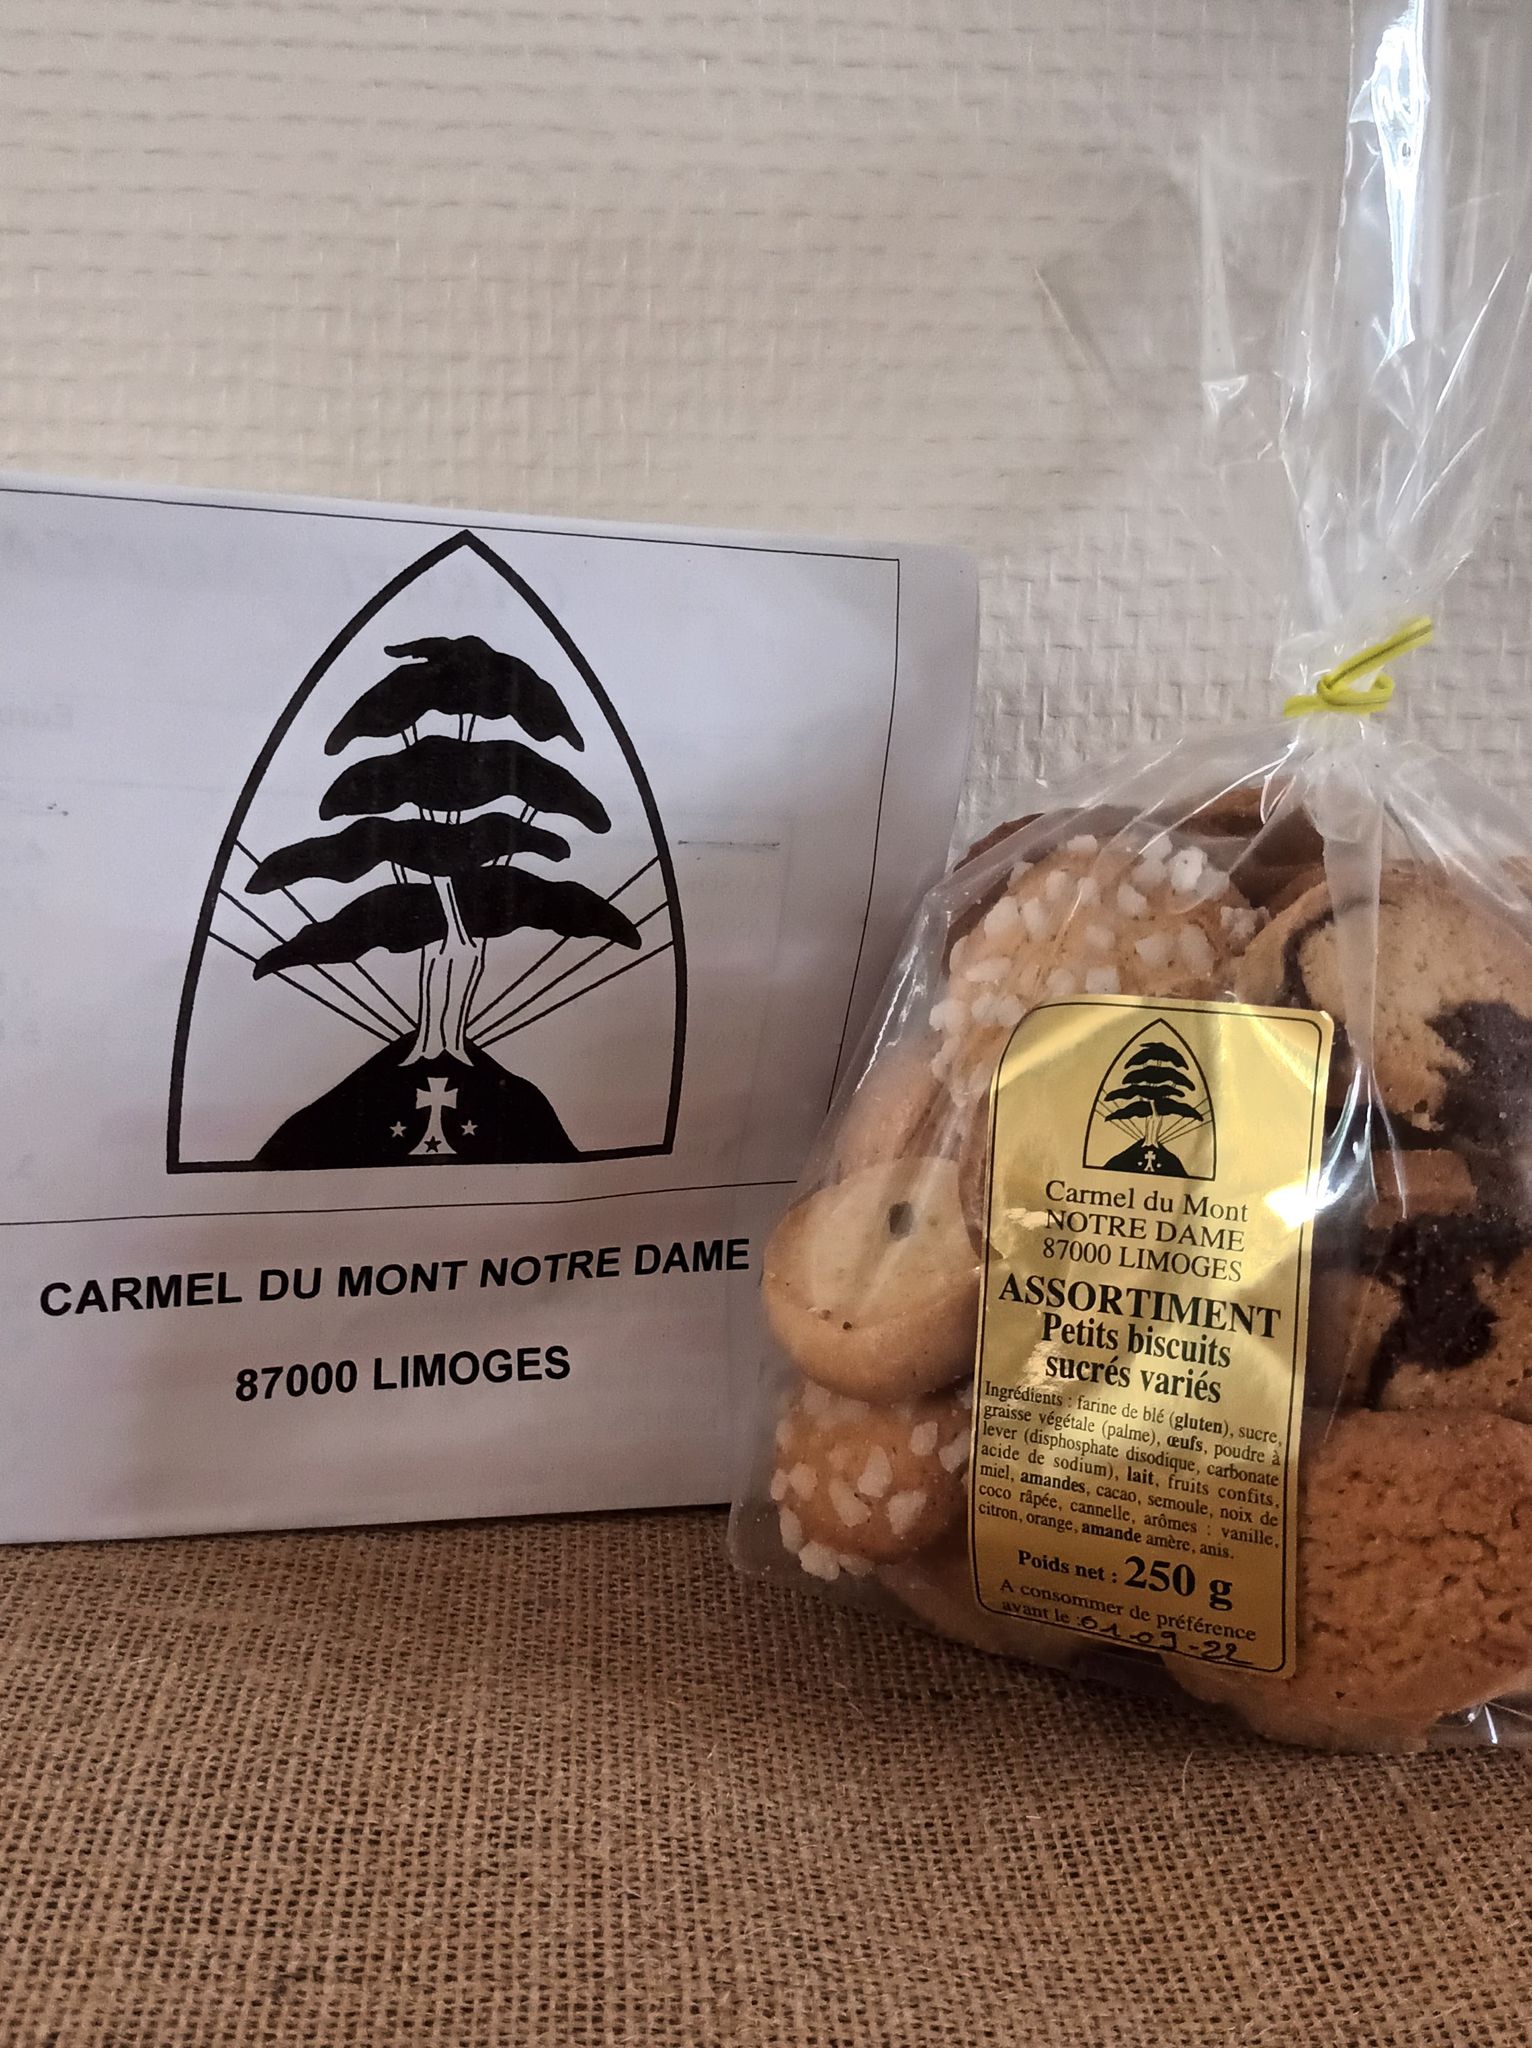 CARMEL DU MONT NOTRE DAME
87000 LIMOGES
Carmel du Mont
NOTRE DAME
87000 LIMOGES
ASSORTIMENT
Petits biscuits
sucrés variés
Ingrédients : farine de blé (gluten), sucre,
graisse végétale (palme), œufs, poudre à
lever (disphosphate disodique, carbonate
acide de sodium), lait, fruits confits,
miel, amandes, cacao, semoule, noix de
coco râpée, cannelle, arômes : vanille,
citron, orange, amande amère, anis.
Poids net : 250 g
A consommer de préférence
avant le : 01-09-22